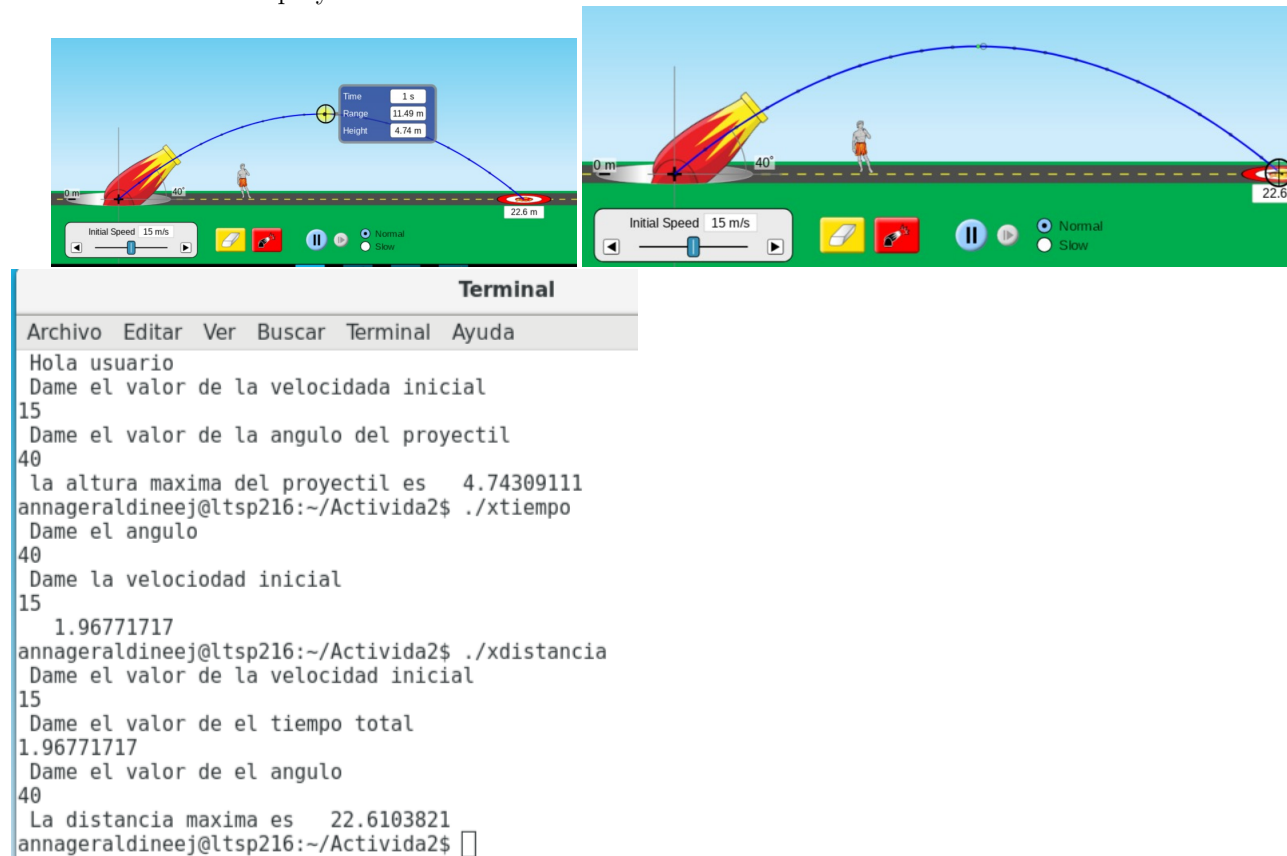 Time 1 s
Range 11.49 m
Height 4.74 m
0 m
40°
22.6 m
Initial Speed 15 m/s
Normal
Slow
0 m
40°
22.6
Initial Speed 15 m/s
Normal
Slow
Terminal
Archivo Editar Ver Buscar Terminal Ayuda
Hola usuario
Dame el valor de la velocidada inicial
15
Dame el valor de la angulo del proyectil
40
la altura maxima del proyectil es 4.74309111
annageraldineej@ltsp216:~/Activida2$ ./xtiempo
Dame el angulo
40
Dame la velociodad inicial
15
1.96771717
annageraldineej@ltsp216:~/Activida2$ ./xdistancia
Dame el valor de la velocidad inicial
15
Dame el valor de el tiempo total
1.96771717
Dame el valor de el angulo
40
La distancia maxima es 22.6103821
annageraldineej@ltsp216:~/Activida2$